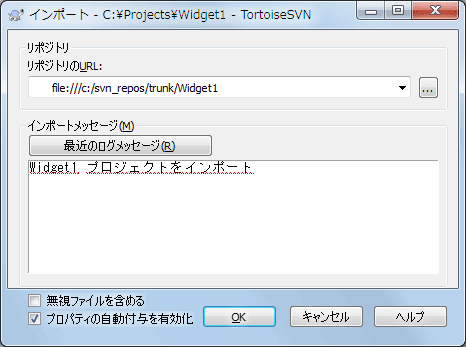 インポート - C:¥Projects¥Widget1 - TortoiseSVN
リポジトリ
リポジトリのURL:
file:///c:/svn_repos/trunk/Widget1
...
インポートメッセージ(M)
最近のログメッセージ(R)
Widget1 プロジェクトをインポート
無視ファイルを含める
プロパティの自動付与を有効化
OK
キャンセル
ヘルプ